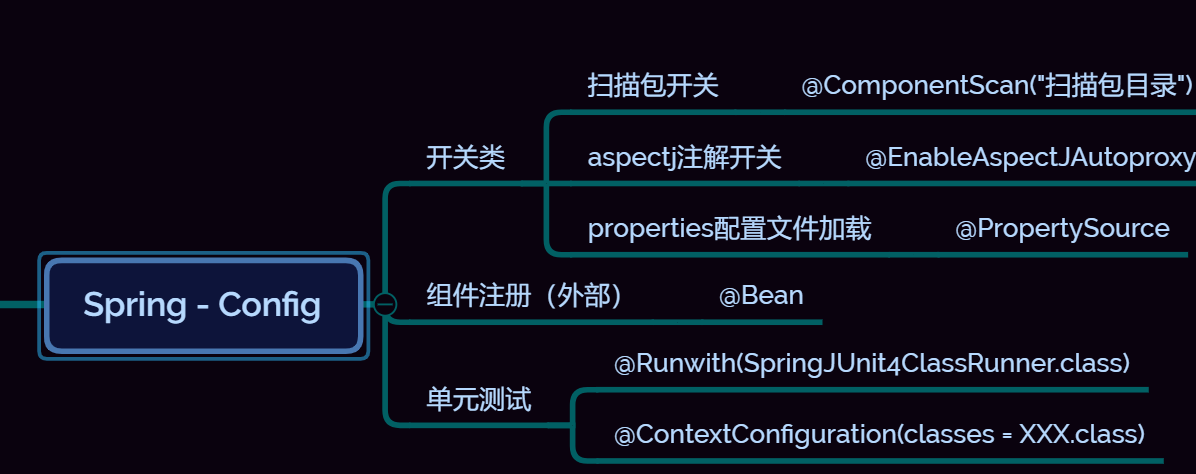 Spring - Config
开关类
扫描包开关
@ComponentScan("扫描包目录")
aspectj注解开关
@EnableAspectJAutoproxy
properties配置文件加载
@PropertySource
组件注册（外部）
@Bean
单元测试
@Runwith(SpringJUnit4ClassRunner.class)
@ContextConfiguration(classes = XXX.class)